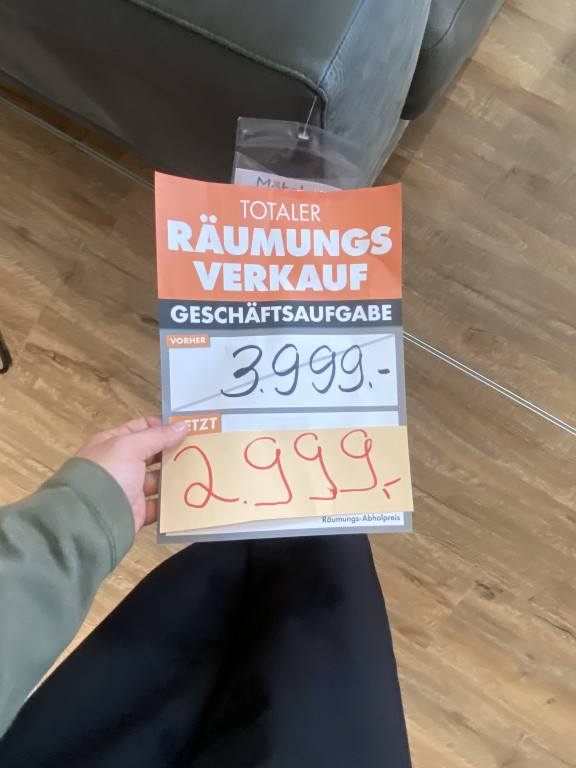 TOTALER
RÄUMUNGS
VERKAUF
GESCHÄFTSAUFGABE
VORHER
3.999.-
JETZT
2.999,-
Räumungs-Abholpreis